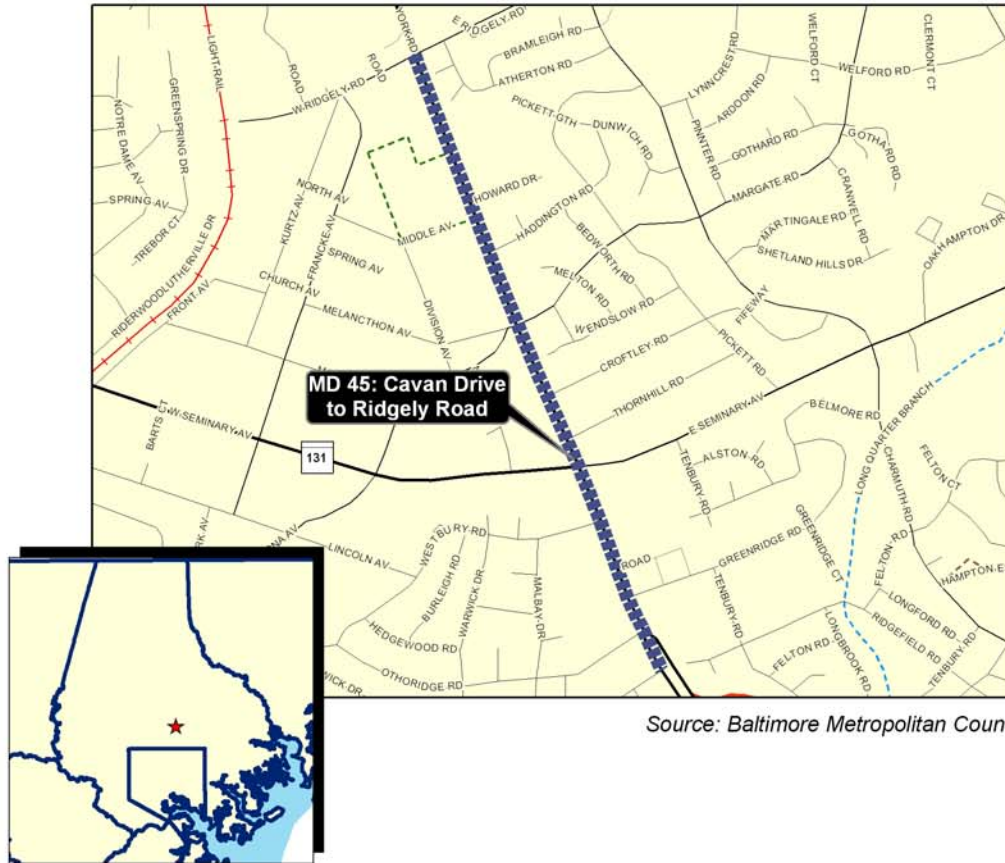 YORK RD
ROAD
E RIDGELY RD
BRAMLEIGH RD
ATHERTON RD
LIGHT RAIL
ROAD
W RIDGELY RD
GREENSPRING DR
NOTRE DAME AV
SPRING AV
TREBOR CT
RIDERWOODLUTHERVILLE DR
FRONT AV
KURTZ AV
NORTH AV
FRANCKE AV
SPRING AV
CHURCH AV
MELANCTHON AV
MIDDLE AV
DIVISION AV
HOWARD DR
HADDINGTON RD
PICKETT GTH
DUNWICH RD
BEDWORTH RD
MELTON RD
WENDSLOW RD
CROFTLEY RD
THORNHILL RD
PICKETT RD
FIFEWAY
LYNNCREST RD
ARDOON RD
PINNTER RD
GOTHARD RD
GOTHARD RD
MARGATE RD
CRANWELL RD
MARTINGALE RD
SHETLAND HILLS DR
WELFORD CT
WELFORD RD
CLERMONT CT
OAKHAMPTON DR
MD 45: Cavan Drive
to Ridgely Road
W SEMINARY AV
131
E SEMINARY AV
BARTS CT
LINCOLN AV
WESTBURY RD
BURLEIGH RD
WARWICK DR
MALBAY DR
HEDGEWOOD RD
OTHORIDGE RD
WICK DR
ROAD
TENBURY RD
ALSTON RD
BELMORE RD
GREENRIDGE RD
GREENRIDGE CT
TENBURY RD
FELTON RD
LONGBROOK RD
LONG QUARTER BRANCH
CHARMUTH RD
FELTON CT
FELTON RD
HAMPTON E
LONGFORD RD
RIDGEFIELD RD
TENBURY RD
Source: Baltimore Metropolitan Coun